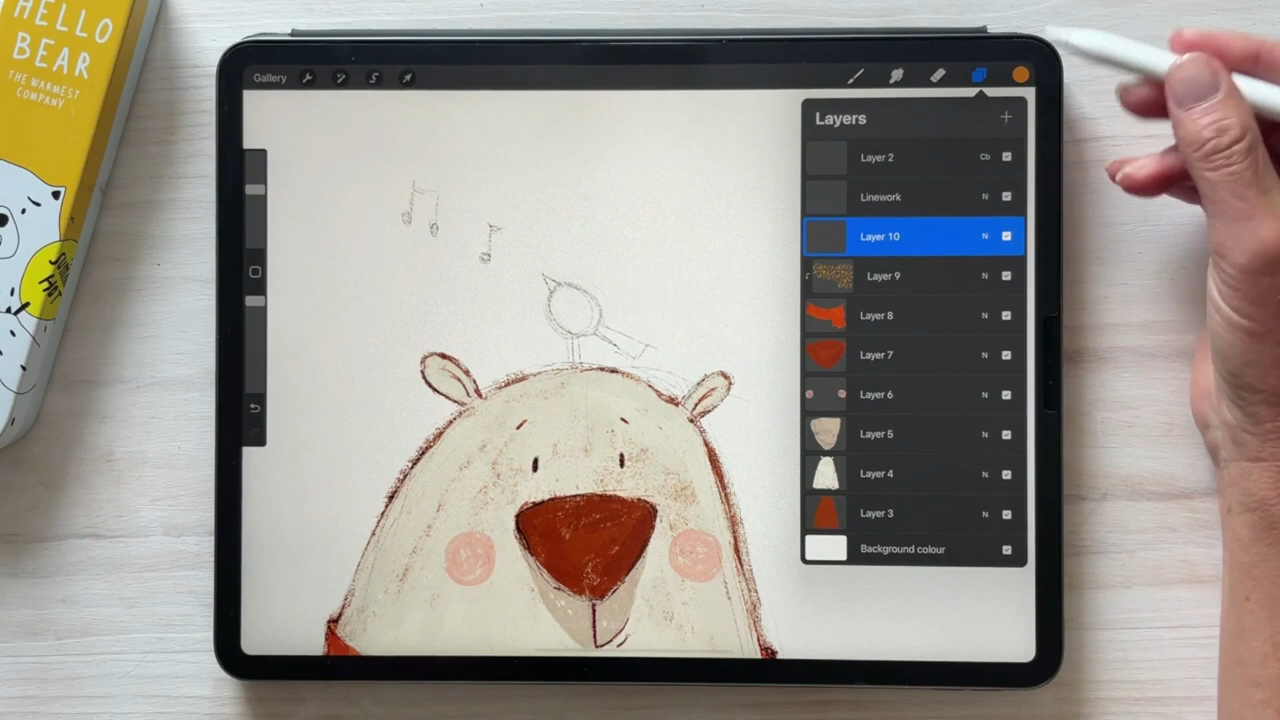 HELLO
BEAR
THE WARMEST
COMPANY
Gallery
Layers
Layer 2
Cb
Linework
N
Layer 10
N
Layer 9
N
Layer 8
N
Layer 7
N
Layer 6
N
Layer 5
N
Layer 4
N
Layer 3
N
Background colour